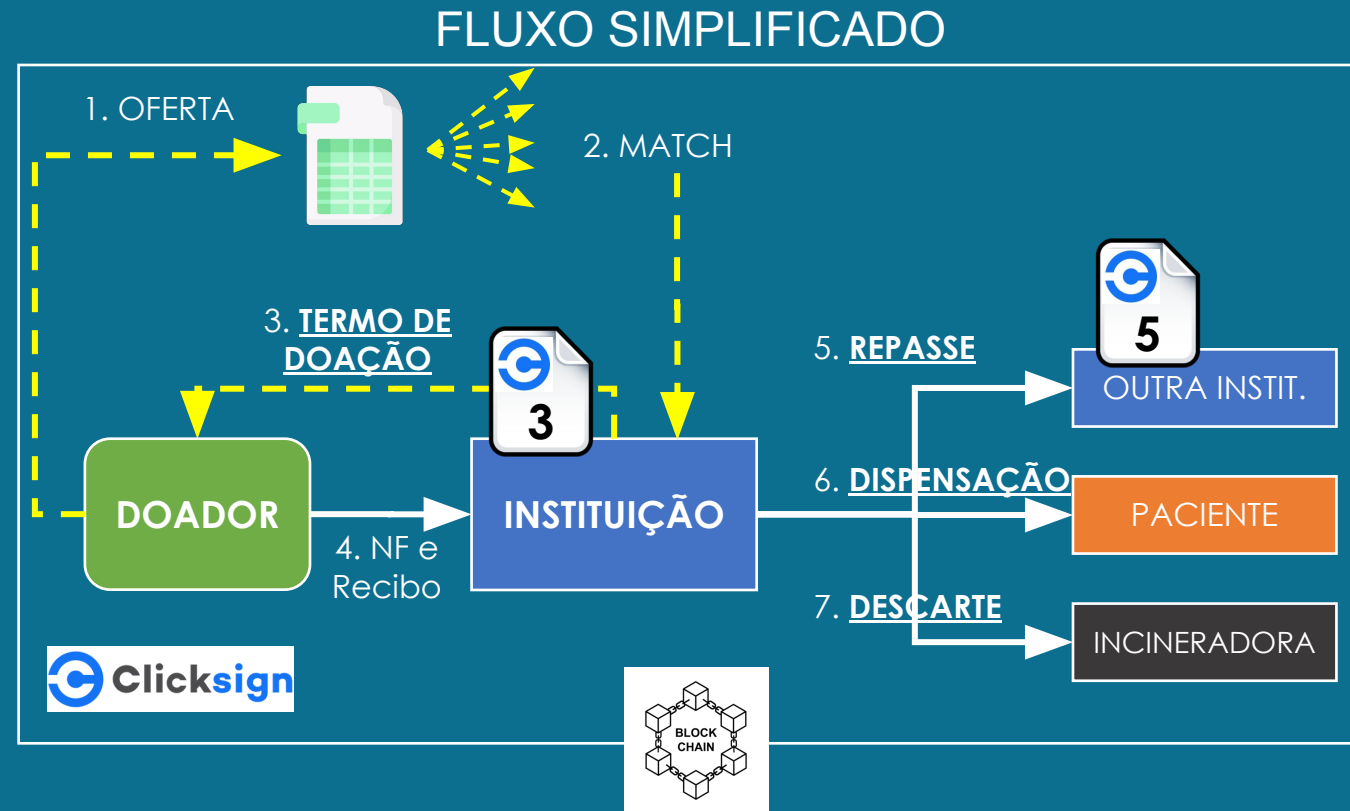 FLUXO SIMPLIFICADO
1. OFERTA
2. MATCH
3. TERMO DE
DOAÇÃO
3
5
5. REPASSE
OUTRA INSTIT.
DOADOR
4. NF e
Recibo
INSTITUIÇÃO
6. DISPENSAÇÃO
PACIENTE
7. DESCARTE
INCINERADORA
Clicksign
BLOCK
CHAIN